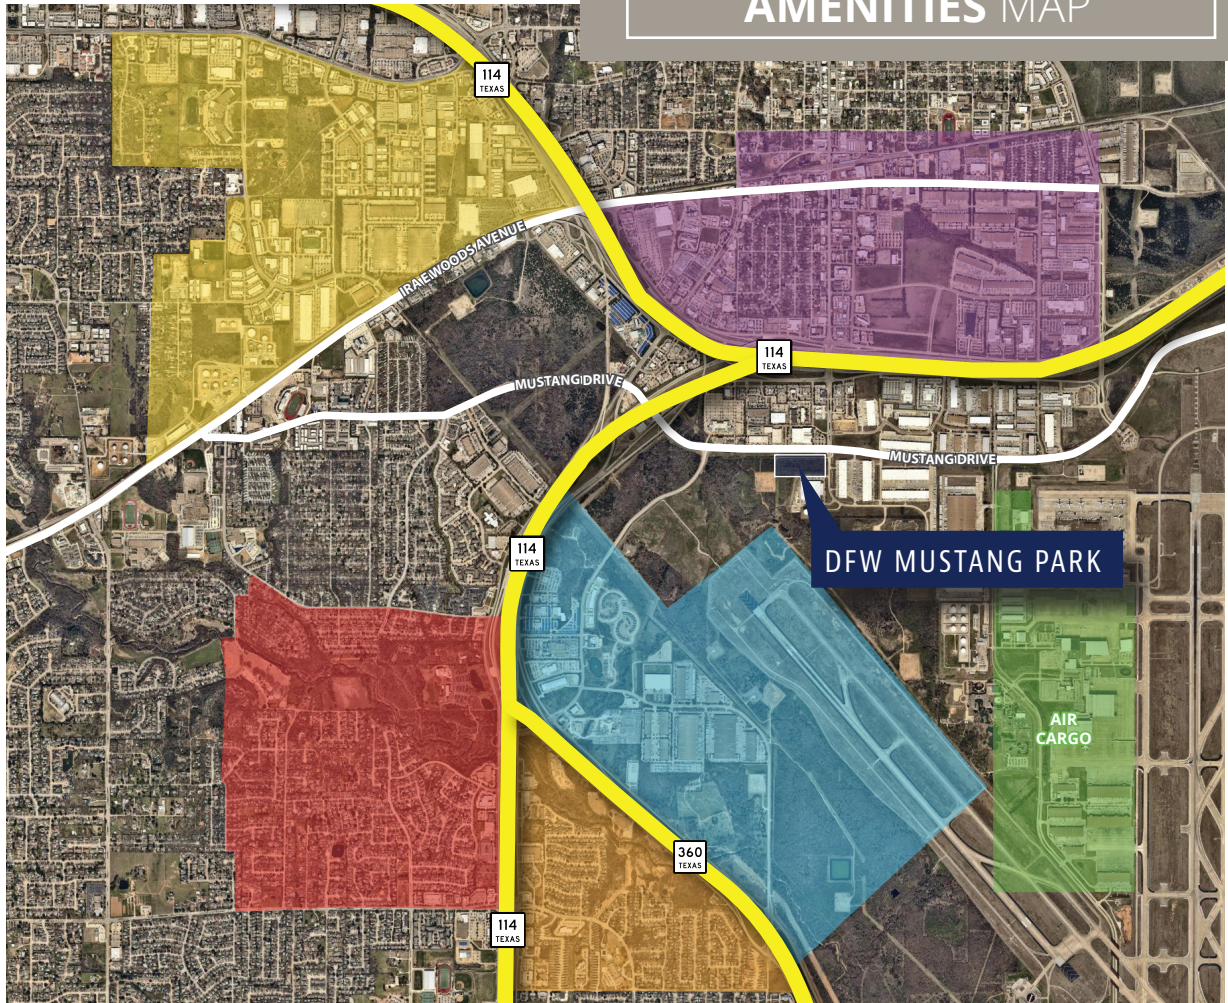 AMENITIES MAP
114
TEXAS
IRA E WOODS AVENUE
114
TEXAS
MUSTANG DRIVE
MUSTANG DRIVE
114
TEXAS
DFW MUSTANG PARK
AIR
CARGO
360
TEXAS
114
TEXAS